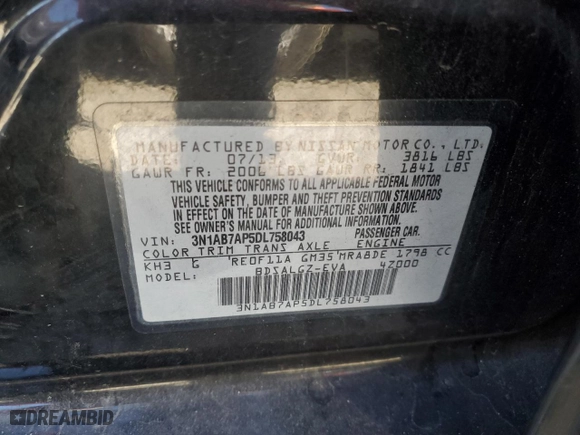 MANUFACTURED BY NISSAN MOTOR CO., LTD.
DATE: 07/13 GVWR: 3816 LBS
GAWR FR: 2006 LBS GAWR RR: 1841 LBS
THIS VEHICLE CONFORMS TO ALL APPLICABLE FEDERAL MOTOR
VEHICLE SAFETY, BUMPER AND THEFT PREVENTION STANDARDS
IN EFFECT ON THE DATE OF MANUFACTURE SHOWN ABOVE.
SEE OWNER'S MANUAL FOR ADDITIONAL INFORMATION
VIN: 3N1AB7AP5DL758043 PASSENGER CAR
COLOR TRIM TRANS AXLE ENGINE
KH3 G RE0F11A GM35 MRA8DE 1798 CC
BDSALGZ-EVA 47000
3N1AB7AP5DL758043
DREAMBID